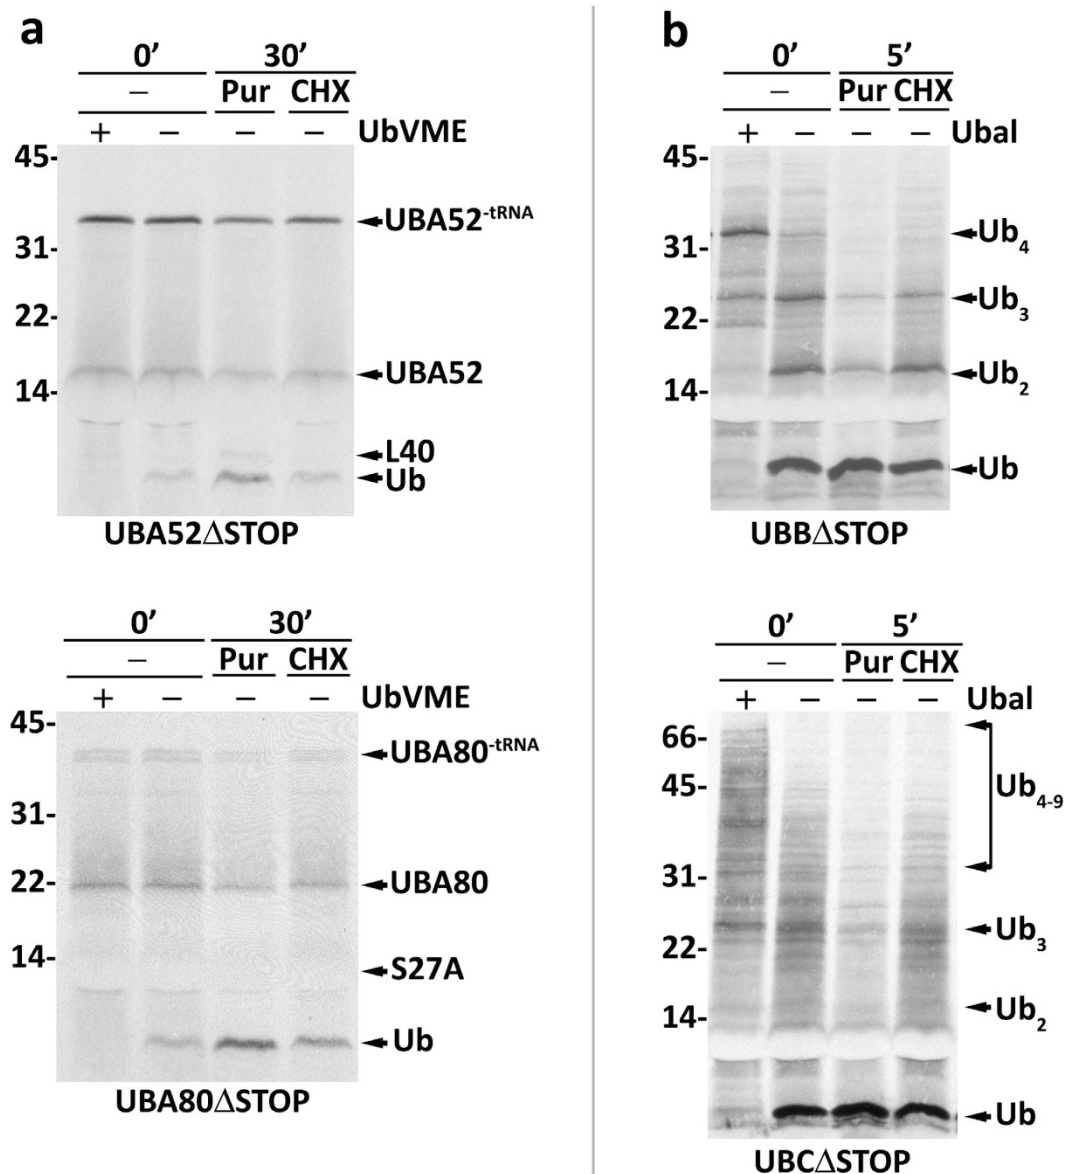 a
0’ 30’
– Pur CHX
+ – – – UbVME
45-
UBA52-tRNA
31-
22-
UBA52
14-
L40
Ub
UBA52ΔSTOP
0’ 30’
– Pur CHX
+ – – – UbVME
45-
UBA80-tRNA
31-
22-
UBA80
14-
S27A
Ub
UBA80ΔSTOP
b
0’ 5’
– Pur CHX
+ – – – Ubal
45-
Ub4
31-
Ub3
22-
Ub2
14-
Ub
UBBΔSTOP
0’ 5’
– Pur CHX
+ – – – Ubal
66-
45-
Ub4-9
31-
Ub3
22-
Ub2
14-
Ub
UBCΔSTOP